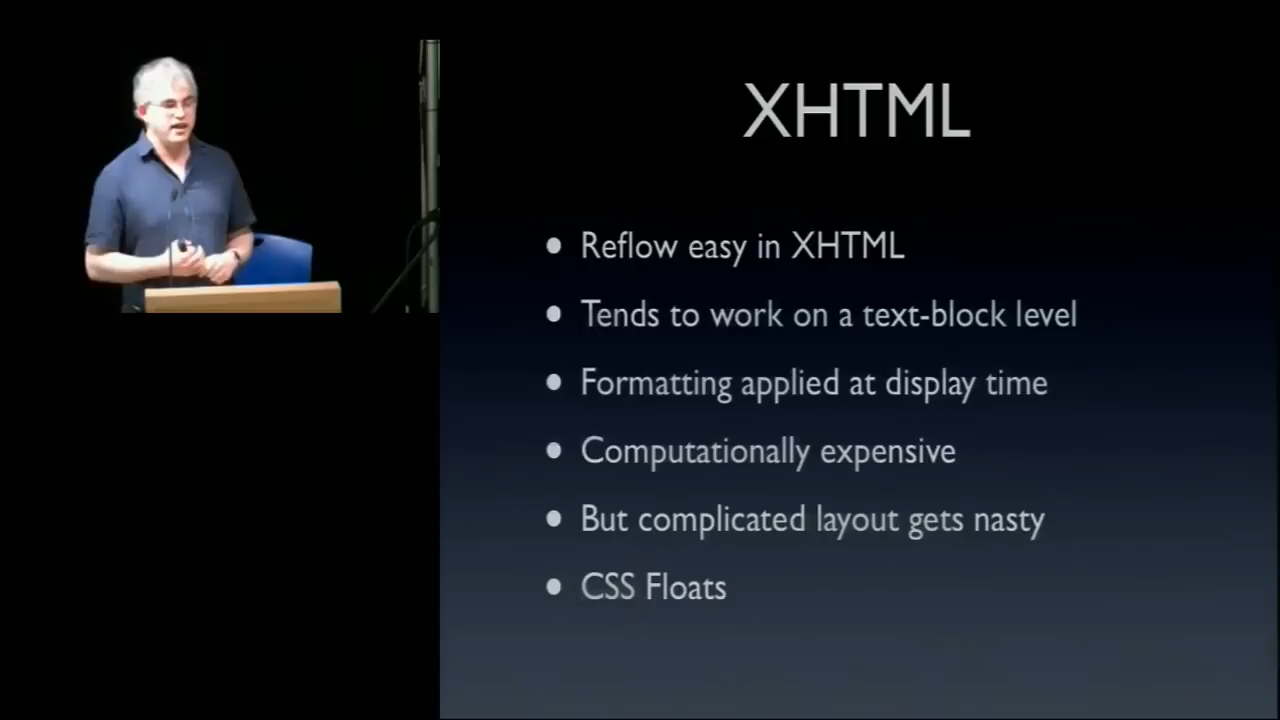 XHTML
Reflow easy in XHTML
Tends to work on a text-block level
Formatting applied at display time
Computationally expensive
But complicated layout gets nasty
CSS Floats